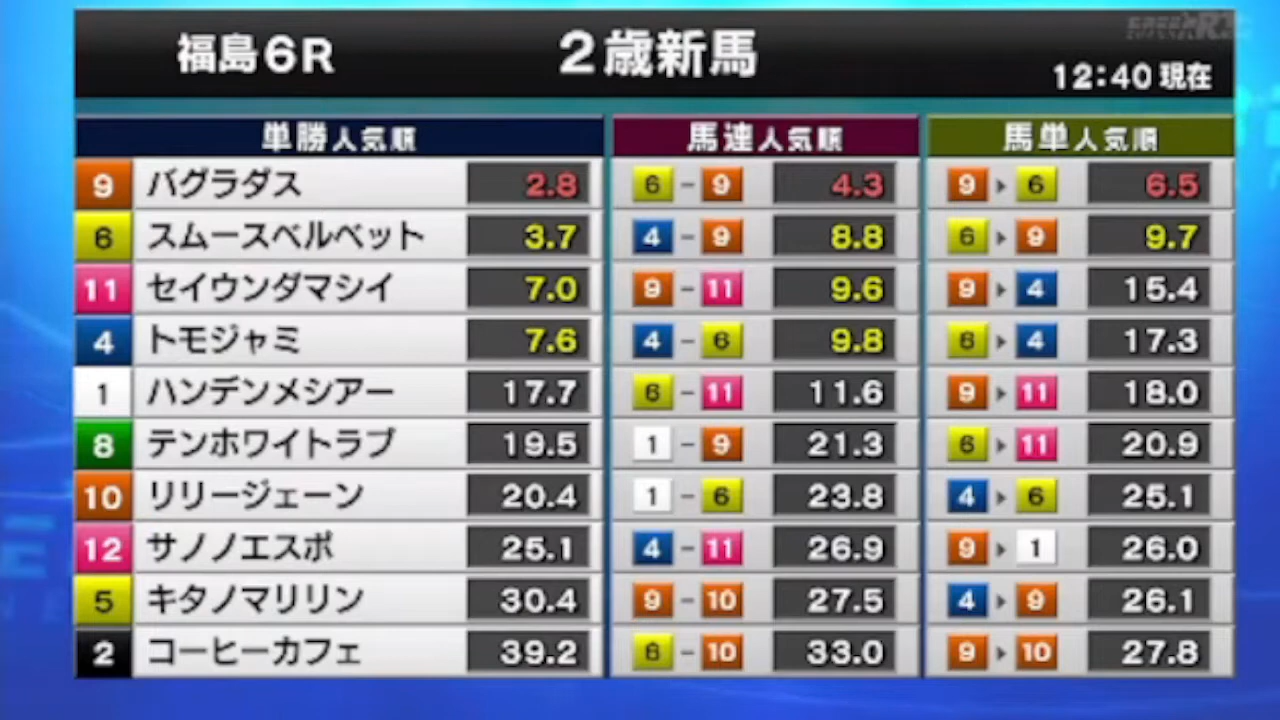 福島6R 2歳新馬 12:40現在
単勝人気順 馬連人気順 馬単人気順
9 バグラダス 2.8 6-9 4.3 9▸6 6.5
6 スムースベルベット 3.7 4-9 8.8 6▸9 9.7
11 セイウンダマシイ 7.0 9-11 9.6 9▸4 15.4
4 トモジャミ 7.6 4-6 9.8 6▸4 17.3
1 ハンデンメシアー 17.7 6-11 11.6 9▸11 18.0
8 テンホワイトラブ 19.5 1-9 21.3 6▸11 20.9
10 リリージェーン 20.4 1-6 23.8 4▸6 25.1
12 サノノエスポ 25.1 4-11 26.9 9▸1 26.0
5 キタノマリリン 30.4 9-10 27.5 4▸9 26.1
2 コーヒーカフェ 39.2 6-10 33.0 9▸10 27.8